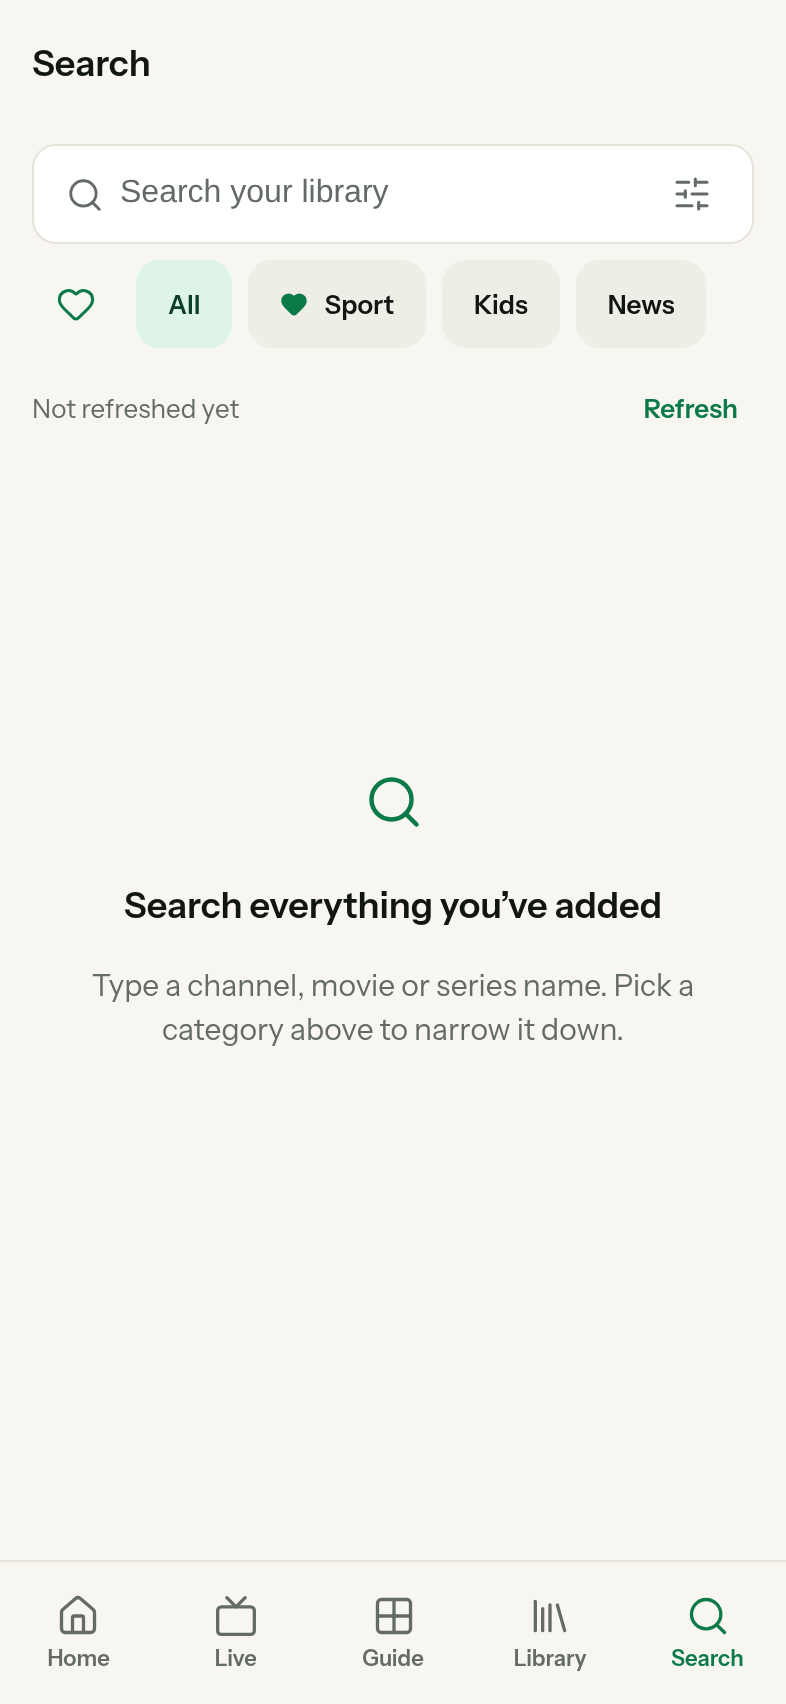 Search
Search your library
All
Sport
Kids
News
Not refreshed yet
Refresh
Search everything you’ve added
Type a channel, movie or series name. Pick a
category above to narrow it down.
Home
Live
Guide
Library
Search